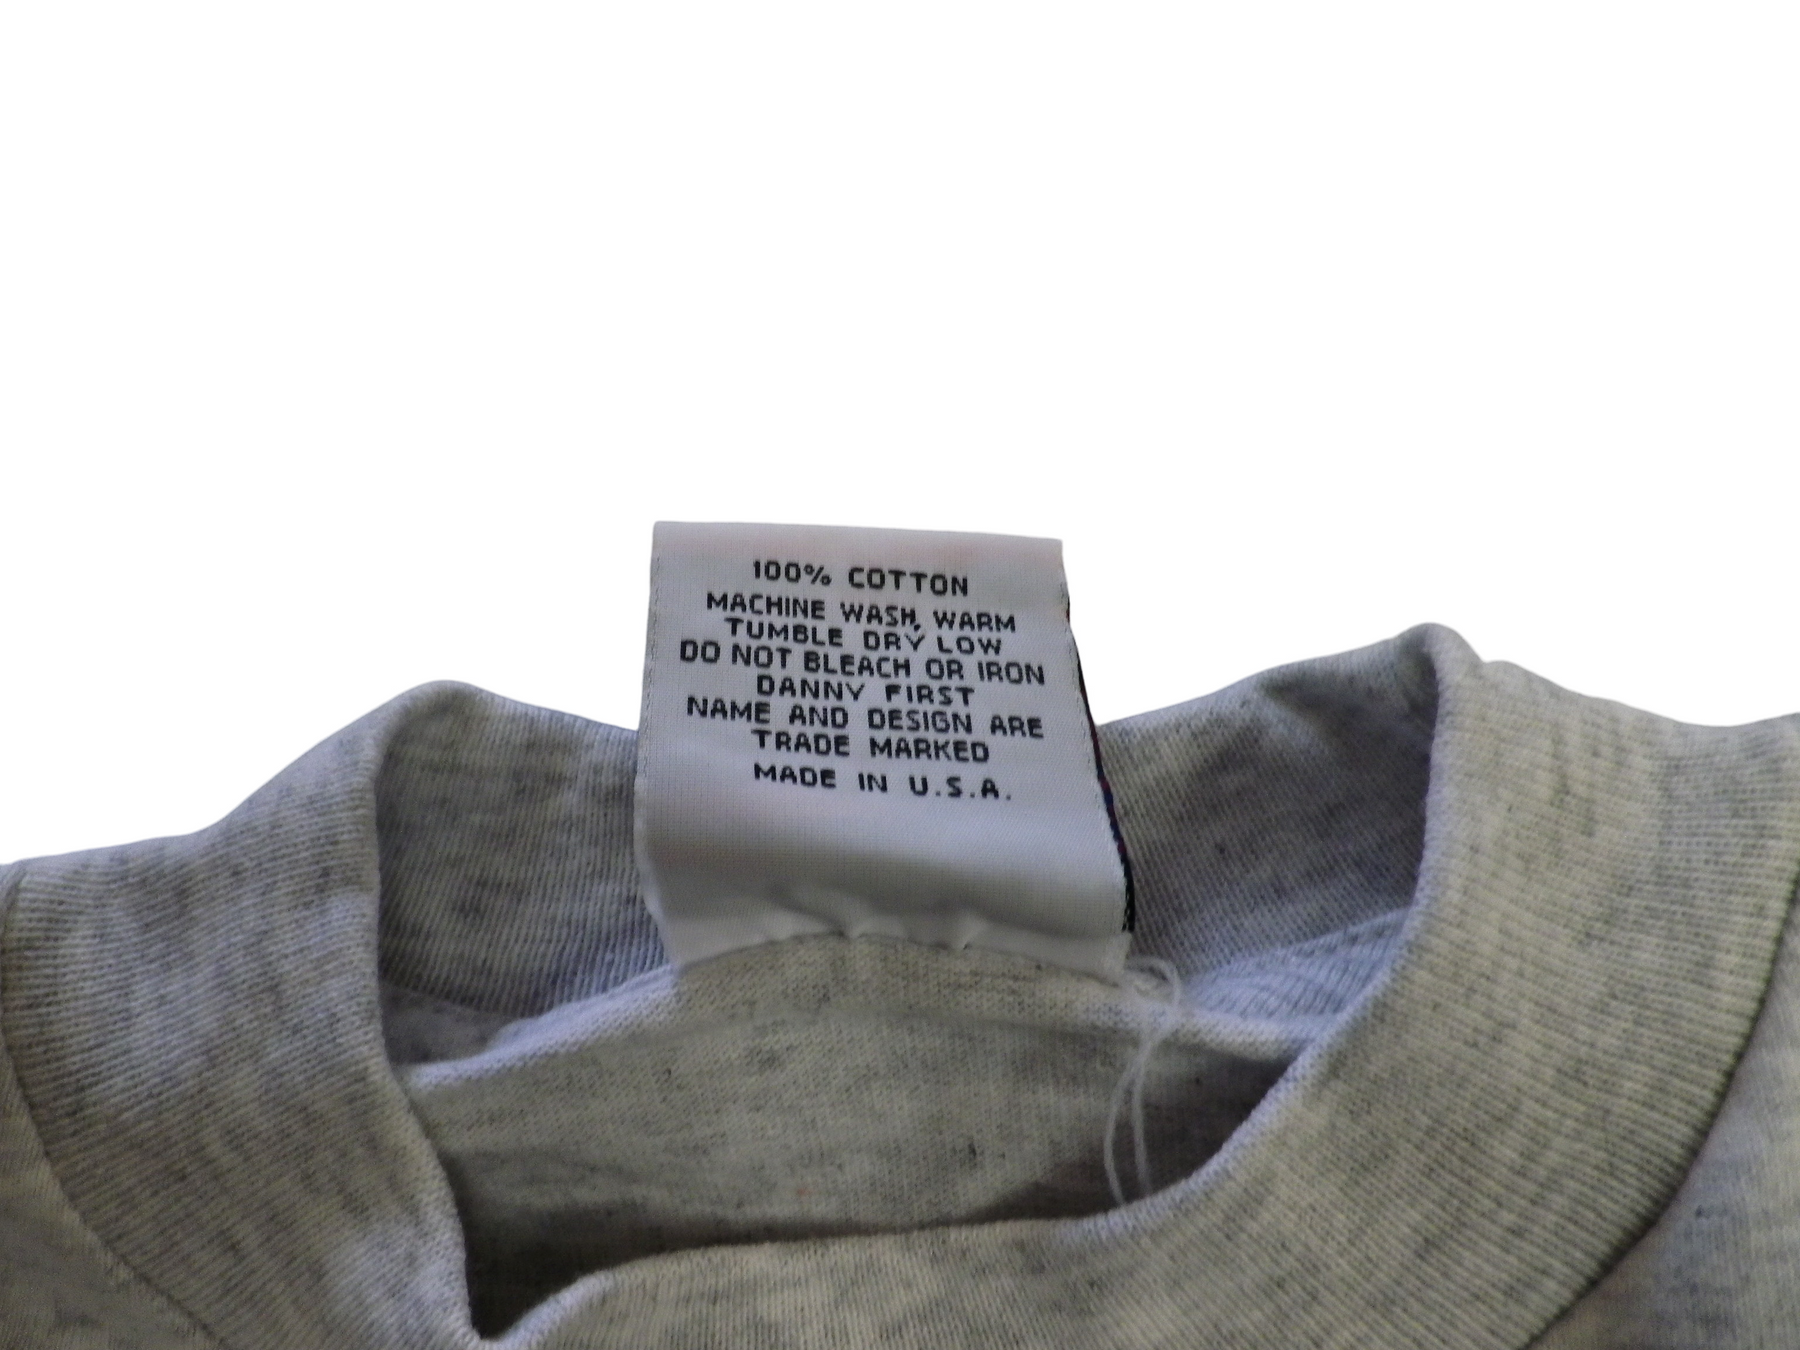 100% COTTON
MACHINE WASH, WARM
TUMBLE DRY LOW
DO NOT BLEACH OR IRON
DANNY FIRST
NAME AND DESIGN ARE
TRADE MARKED
MADE IN U.S.A.